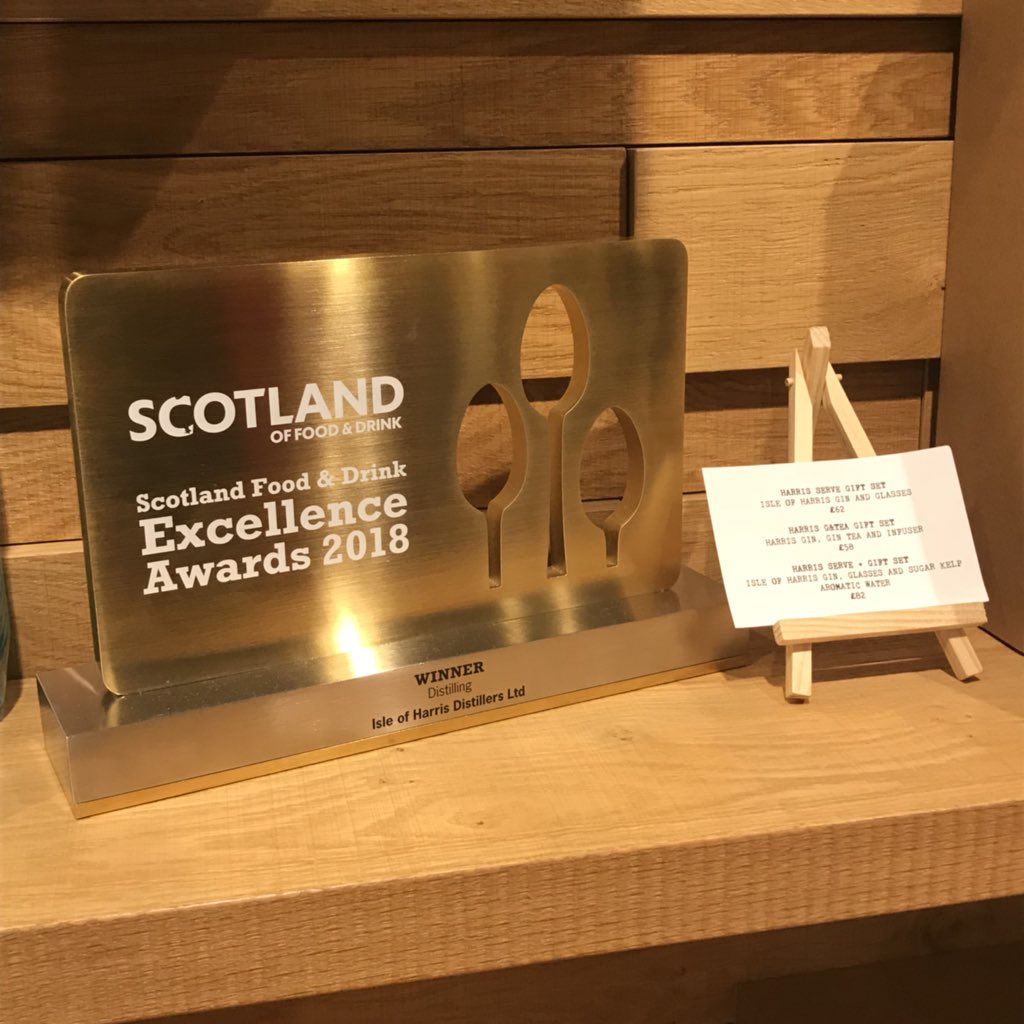 SCOTLAND
OF FOOD & DRINK
Scotland Food & Drink
Excellence
Awards 2018
WINNER
Distilling
Isle of Harris Distillers Ltd
HARRIS SERVE GIFT SET
ISLE OF HARRIS GIN AND GLASSES
£62
HARRIS G&TEA GIFT SET
HARRIS GIN, GIN TEA AND INFUSER
£58
HARRIS SERVE + GIFT SET
ISLE OF HARRIS GIN, GLASSES AND SUGAR KELP
AROMATIC WATER
£82